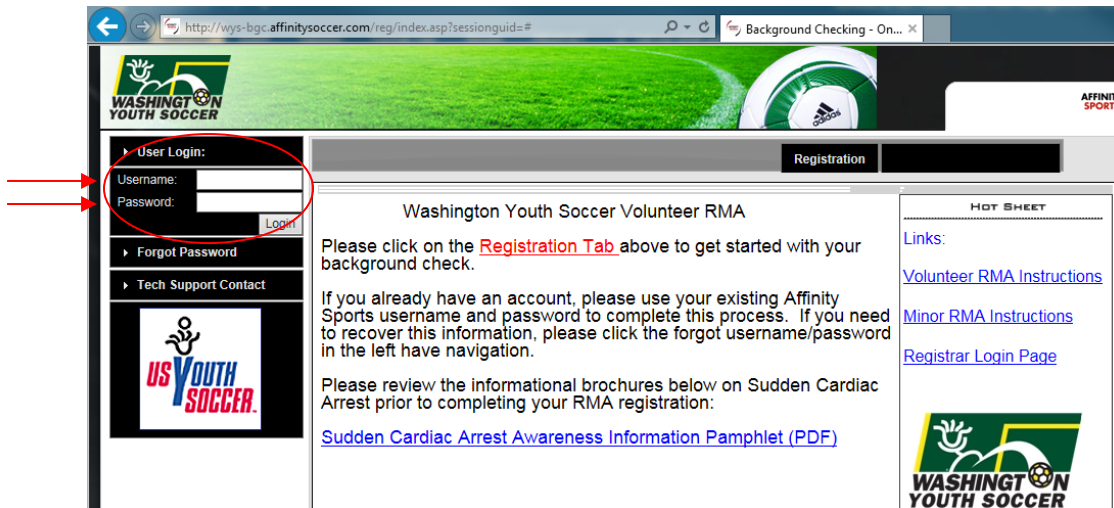 http://wys-bgc.affinitysoccer.com/reg/index.asp?sessionguid=#
Background Checking - On...
WASHINGTON
YOUTH SOCCER
adidas
AFFINIT
SPORT
User Login:
Registration
Username:
Password:
Login
Forgot Password
Tech Support Contact
US YOUTH
SOCCER.
Washington Youth Soccer Volunteer RMA
Please click on the Registration Tab above to get started with your
background check.
If you already have an account, please use your existing Affinity
Sports username and password to complete this process. If you need
to recover this information, please click the forgot username/password
in the left have navigation.
Please review the informational brochures below on Sudden Cardiac
Arrest prior to completing your RMA registration:
Sudden Cardiac Arrest Awareness Information Pamphlet (PDF)
HOT SHEET
Links:
Volunteer RMA Instructions
Minor RMA Instructions
Registrar Login Page
WASHINGTON
YOUTH SOCCER